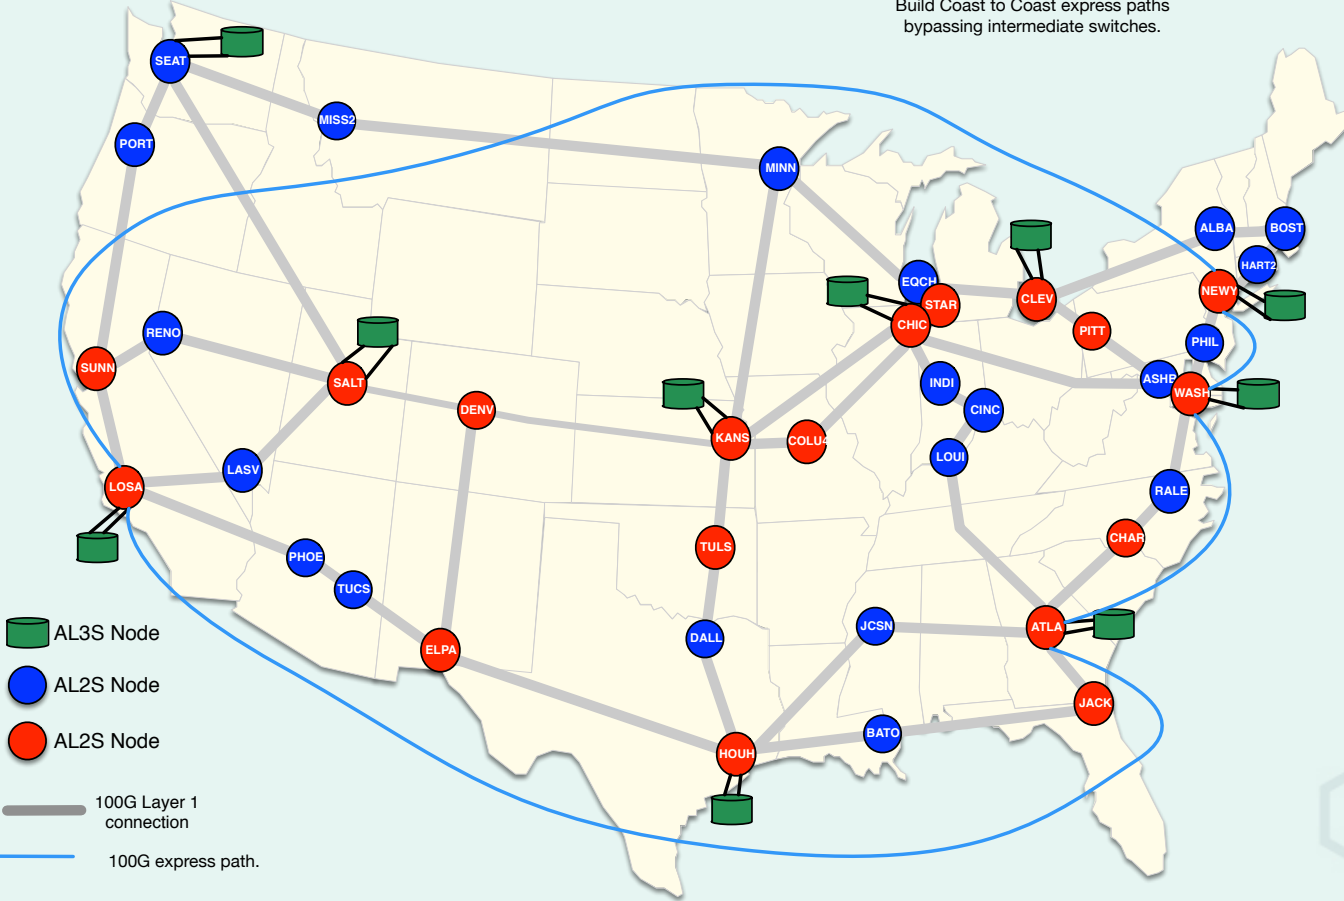 Build Coast to Coast express paths
bypassing intermediate switches.
SEAT
MISS2
PORT
MINN
ALBA
BOST
HART2
EQCH
STAR
CLEV
NEWY
CHIC
PITT
PHIL
RENO
SUNN
SALT
INDI
ASHB
WASH
DENV
CINC
KANS
COLU4
LOUI
LASV
LOSA
RALE
CHAR
TULS
PHOE
TUCS
JCSN
ATLA
DALL
ELPA
JACK
BATO
HOUH
AL3S Node
AL2S Node
AL2S Node
100G Layer 1
connection
100G express path.